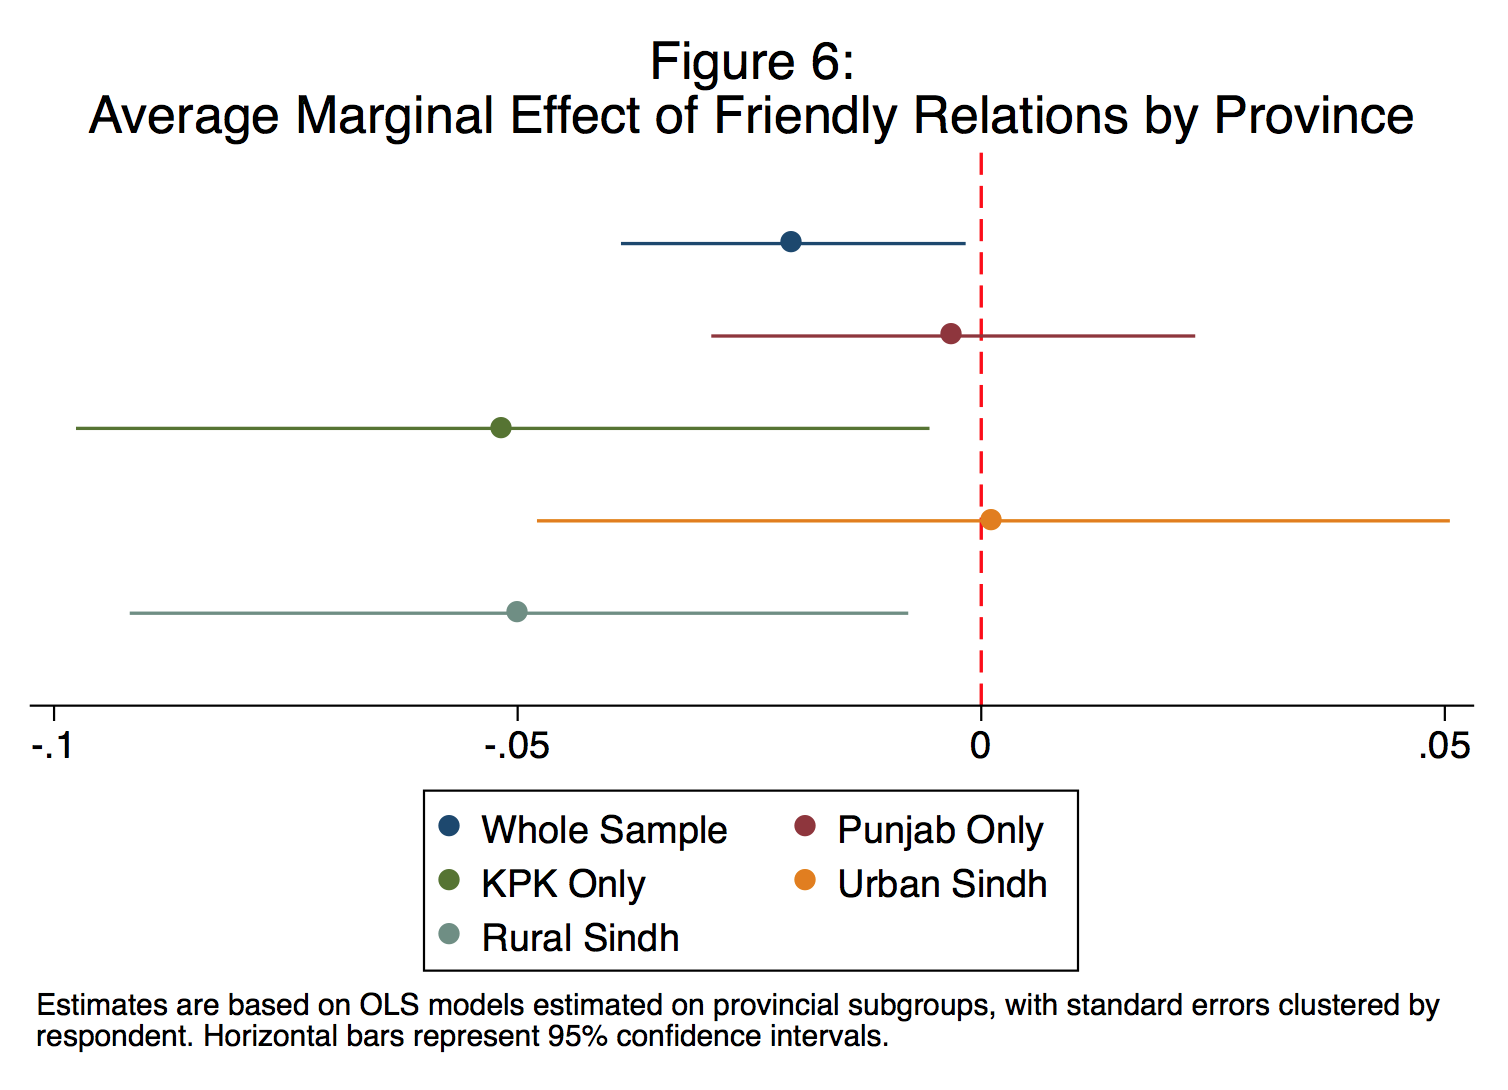 Figure 6:
Average Marginal Effect of Friendly Relations by Province
-.1 -.05 0 .05
Whole Sample Punjab Only
KPK Only Urban Sindh
Rural Sindh
Estimates are based on OLS models estimated on provincial subgroups, with standard errors clustered by
respondent. Horizontal bars represent 95% confidence intervals.